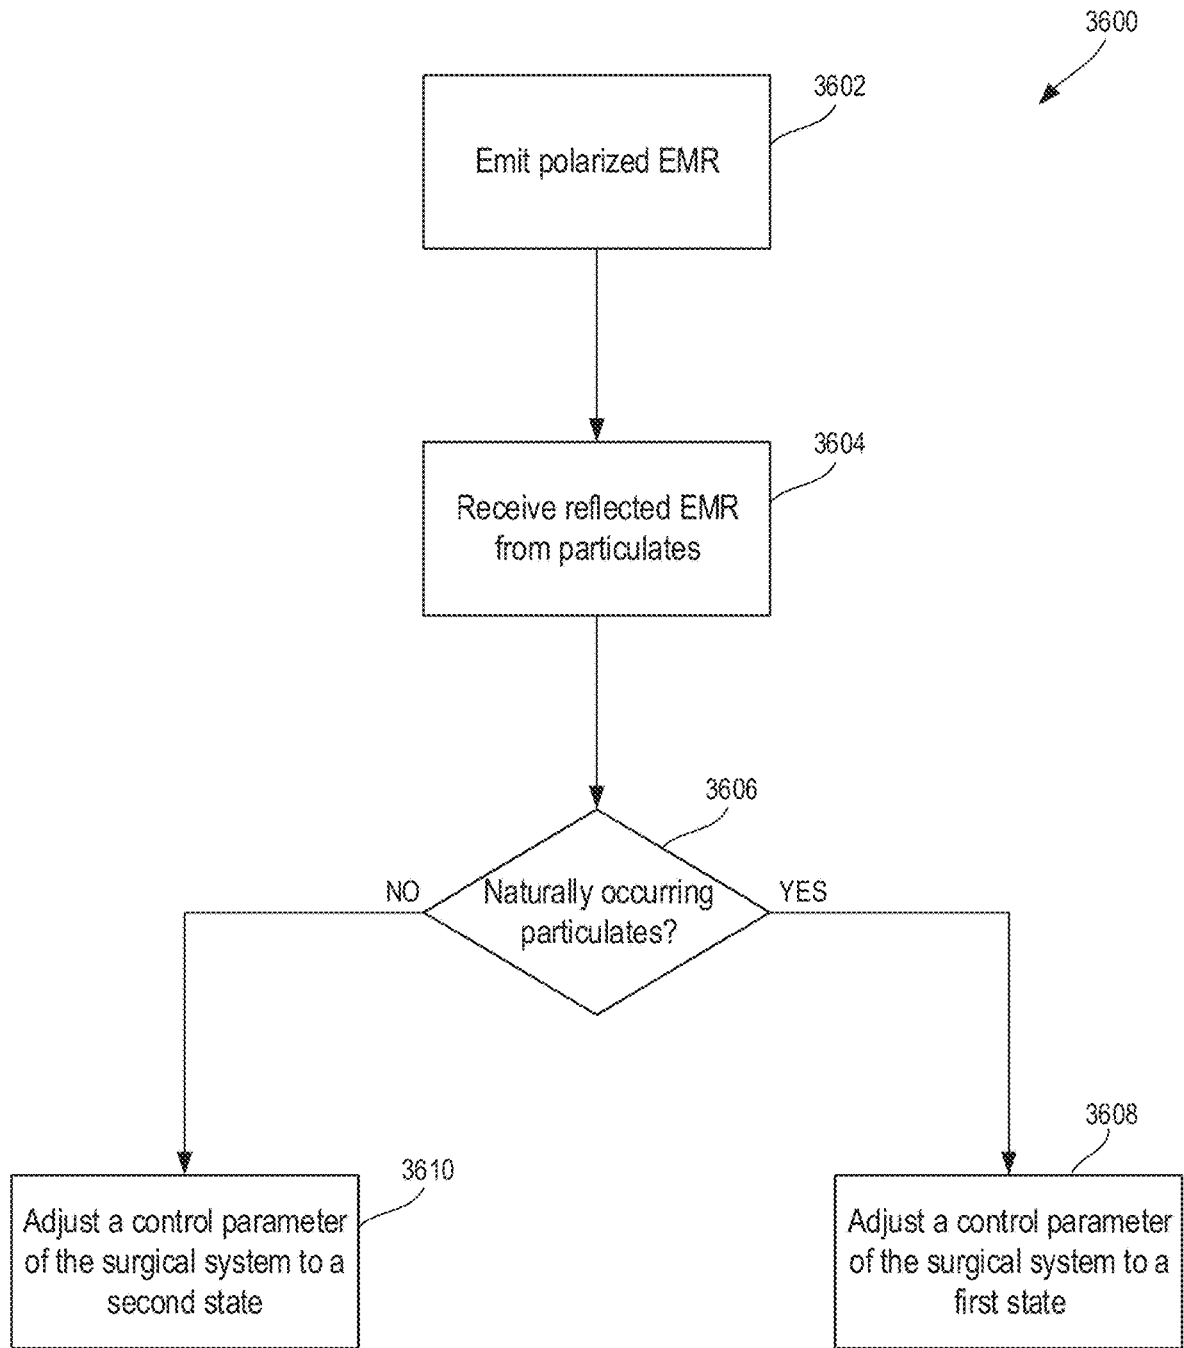 3600
3602
Emit polarized EMR
3604
Receive reflected EMR
from particulates
3606
NO
Naturally occurring
particulates?
YES
3610
Adjust a control parameter
of the surgical system to a
second state
3608
Adjust a control parameter
of the surgical system to a
first state